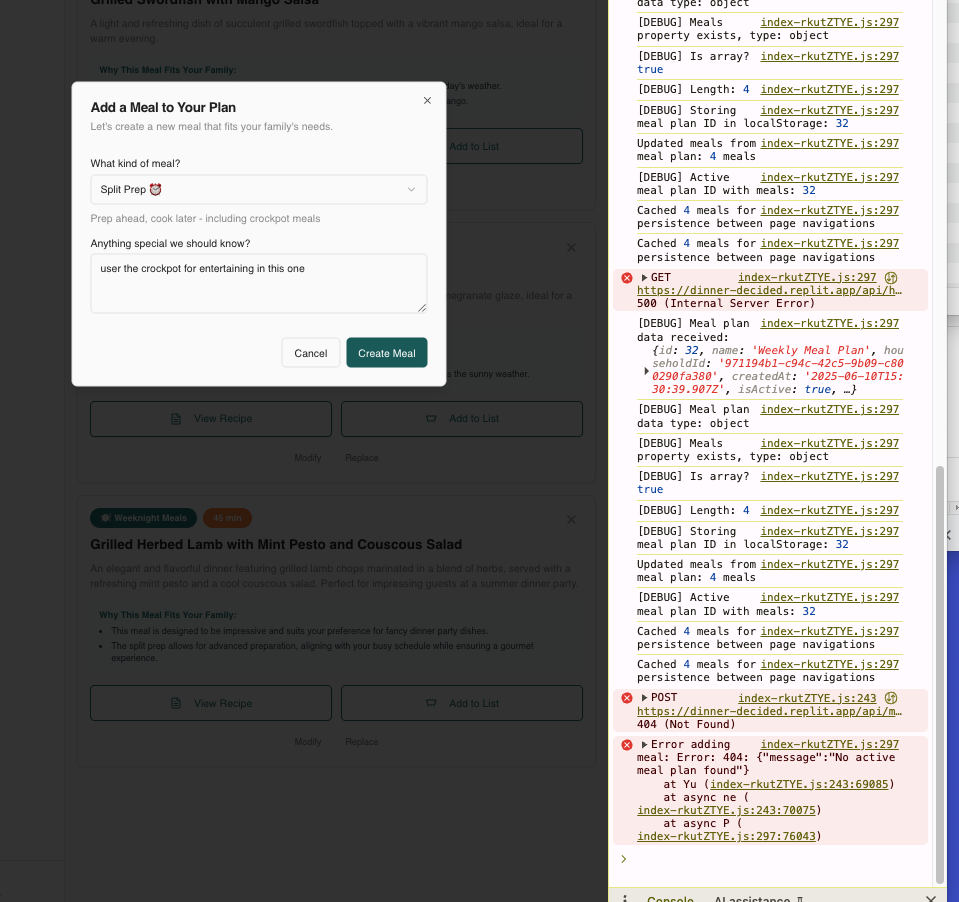 Grilled Swordfish with Mango Salsa
A light and refreshing dish of succulent grilled swordfish topped with a vibrant mango salsa, ideal for a
warm evening.
Why This Meal Fits Your Family:
day's weather.
ango.
Add to List
Add a Meal to Your Plan
Let's create a new meal that fits your family's needs.
What kind of meal?
Split Prep ⏰
Prep ahead, cook later - including crockpot meals
Anything special we should know?
user the crockpot for entertaining in this one
Cancel
Create Meal
egranate glaze, ideal for a
s the sunny weather.
View Recipe
Add to List
Modify
Replace
🍽️ Weeknight Meals
45 min
Grilled Herbed Lamb with Mint Pesto and Couscous Salad
An elegant and flavorful dinner featuring grilled lamb chops marinated in a blend of herbs, served with a
refreshing mint pesto and a cool couscous salad. Perfect for impressing guests at a summer dinner party.
Why This Meal Fits Your Family:
• This meal is designed to be impressive and suits your preference for fancy dinner party dishes.
• The split prep allows for advanced preparation, aligning with your busy schedule while ensuring a gourmet
experience.
View Recipe
Add to List
Modify
Replace
data type: object
[DEBUG] Meals index-rkutZTYE.js:297
property exists, type: object
[DEBUG] Is array? index-rkutZTYE.js:297
true
[DEBUG] Length: 4 index-rkutZTYE.js:297
[DEBUG] Storing index-rkutZTYE.js:297
meal plan ID in localStorage: 32
Updated meals from index-rkutZTYE.js:297
meal plan: 4 meals
[DEBUG] Active index-rkutZTYE.js:297
meal plan ID with meals: 32
Cached 4 meals for index-rkutZTYE.js:297
persistence between page navigations
Cached 4 meals for index-rkutZTYE.js:297
persistence between page navigations
GET index-rkutZTYE.js:297
https://dinner-decided.replit.app/api/h…
500 (Internal Server Error)
[DEBUG] Meal plan index-rkutZTYE.js:297
data received:
{id: 32, name: 'Weekly Meal Plan', hou
seholdId: '971194b1-c94c-42c5-9b09-c80
0290fa380', createdAt: '2025-06-10T15:
30:39.907Z', isActive: true, …}
[DEBUG] Meal plan index-rkutZTYE.js:297
data type: object
[DEBUG] Meals index-rkutZTYE.js:297
property exists, type: object
[DEBUG] Is array? index-rkutZTYE.js:297
true
[DEBUG] Length: 4 index-rkutZTYE.js:297
[DEBUG] Storing index-rkutZTYE.js:297
meal plan ID in localStorage: 32
Updated meals from index-rkutZTYE.js:297
meal plan: 4 meals
[DEBUG] Active index-rkutZTYE.js:297
meal plan ID with meals: 32
Cached 4 meals for index-rkutZTYE.js:297
persistence between page navigations
Cached 4 meals for index-rkutZTYE.js:297
persistence between page navigations
POST index-rkutZTYE.js:243
https://dinner-decided.replit.app/api/m…
404 (Not Found)
Error adding index-rkutZTYE.js:297
meal: Error: 404: {"message":"No active
meal plan found"}
at Yu (index-rkutZTYE.js:243:69085)
at async ne (
index-rkutZTYE.js:243:70075)
at async P (
index-rkutZTYE.js:297:76043)
Console
AI assistance